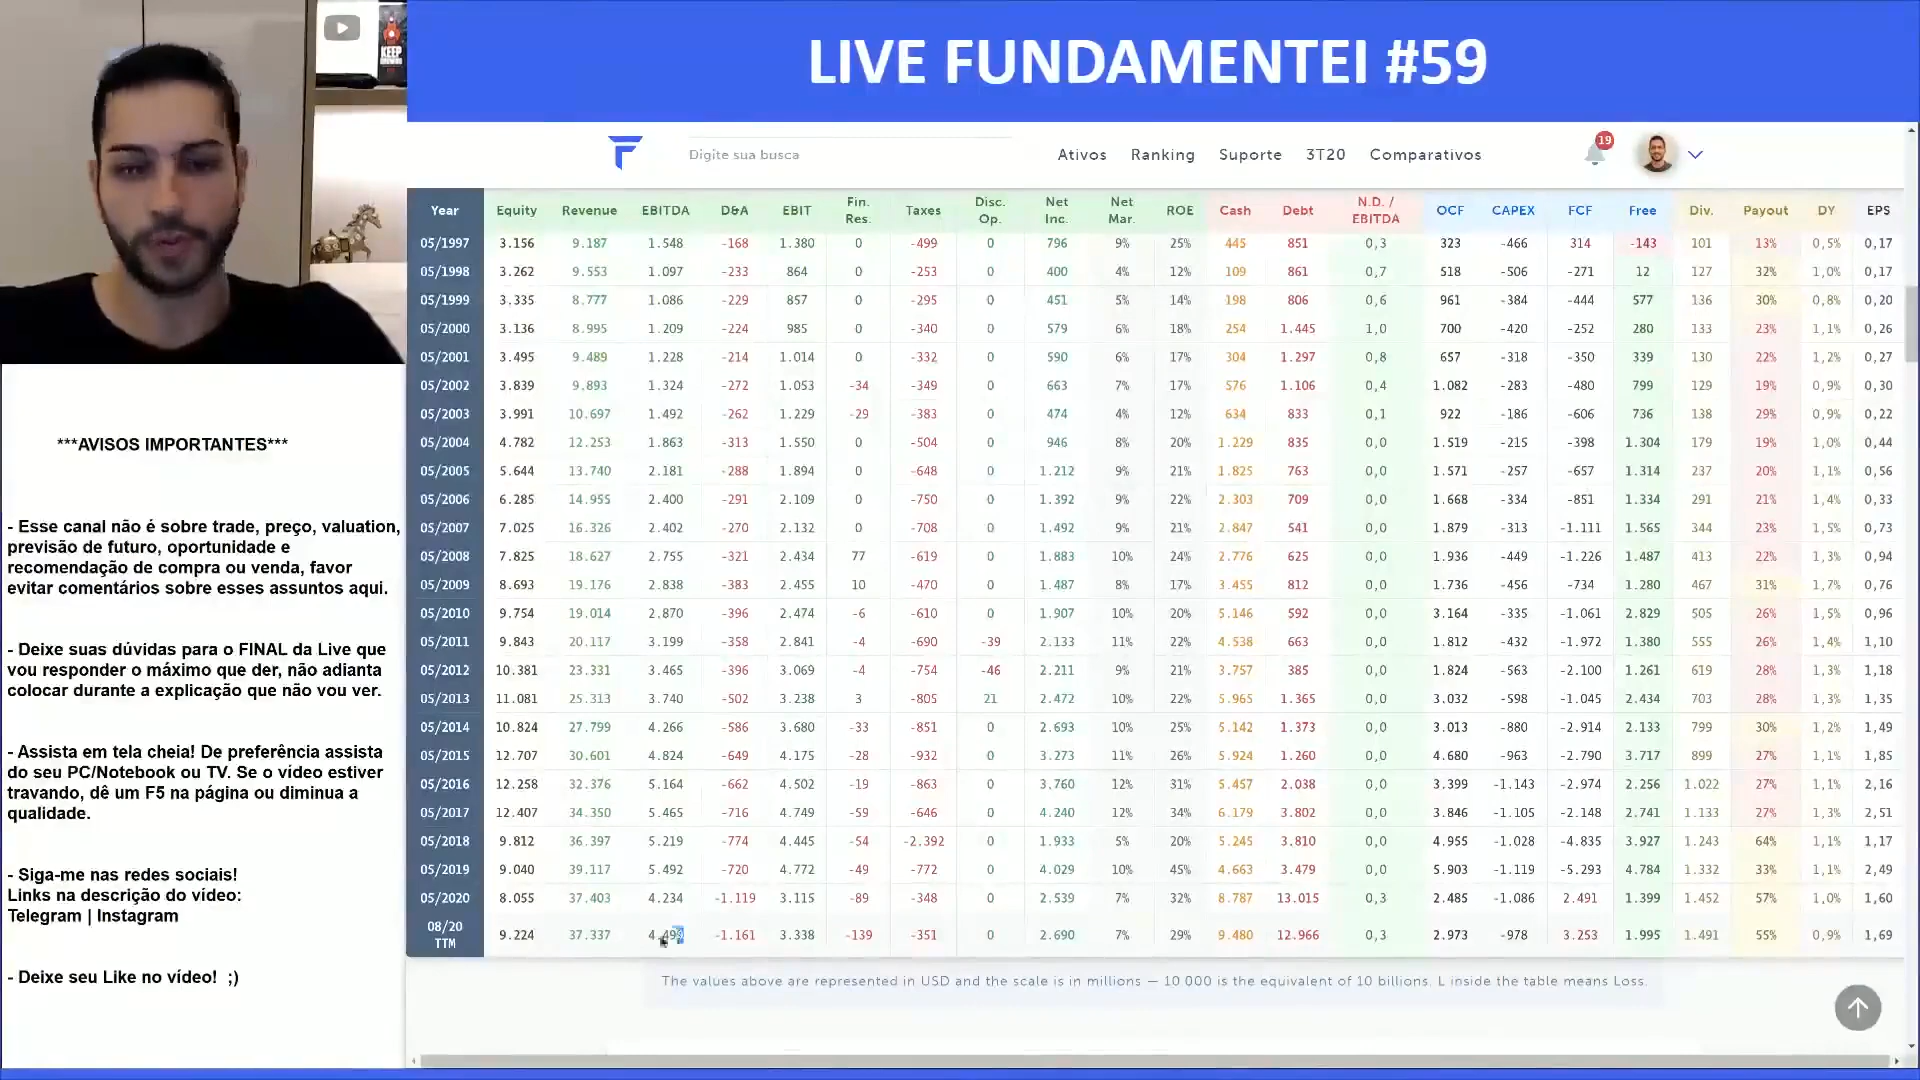 LIVE FUNDAMENTEI #59
KEEP
Digite sua busca
Ativos Ranking Suporte 3T20 Comparativos
19
***AVISOS IMPORTANTES***
- Esse canal não é sobre trade, preço, valuation,
previsão de futuro, oportunidade e
recomendação de compra ou venda, favor
evitar comentários sobre esses assuntos aqui.
- Deixe suas dúvidas para o FINAL da Live que
vou responder o máximo que der, não adianta
colocar durante a explicação que não vou ver.
- Assista em tela cheia! De preferência assista
do seu PC/Notebook ou TV. Se o vídeo estiver
travando, dê um F5 na página ou diminua a
qualidade.
- Siga-me nas redes sociais!
Links na descrição do vídeo:
Telegram | Instagram
- Deixe seu Like no vídeo! ;)
Year Equity Revenue EBITDA D&A EBIT Fin. Res. Taxes Disc. Op. Net Inc. Net Mar. ROE Cash Debt N.D. / EBITDA OCF CAPEX FCF Free Div. Payout DY EPS
05/1997 3.156 9.187 1.548 -168 1.380 0 -499 0 796 9% 25% 445 851 0,3 323 -466 314 -143 101 13% 0,5% 0,17
05/1998 3.262 9.553 1.097 -233 864 0 -253 0 400 4% 12% 109 861 0,7 518 -506 -271 12 127 32% 1,0% 0,17
05/1999 3.335 8.777 1.086 -229 857 0 -295 0 451 5% 14% 198 806 0,6 961 -384 -444 577 136 30% 0,8% 0,20
05/2000 3.136 8.995 1.209 -224 985 0 -340 0 579 6% 18% 254 1.445 1,0 700 -420 -252 280 133 23% 1,1% 0,26
05/2001 3.495 9.489 1.228 -214 1.014 0 -332 0 590 6% 17% 304 1.297 0,8 657 -318 -350 339 130 22% 1,2% 0,27
05/2002 3.839 9.893 1.324 -272 1.053 -34 -349 0 663 7% 17% 576 1.106 0,4 1.082 -283 -480 799 129 19% 0,9% 0,30
05/2003 3.991 10.697 1.492 -262 1.229 -29 -383 0 474 4% 12% 634 833 0,1 922 -186 -606 736 138 29% 0,9% 0,22
05/2004 4.782 12.253 1.863 -313 1.550 0 -504 0 946 8% 20% 1.229 835 0,0 1.519 -215 -398 1.304 179 19% 1,0% 0,44
05/2005 5.644 13.740 2.181 -288 1.894 0 -648 0 1.212 9% 21% 1.825 763 0,0 1.571 -257 -657 1.314 237 20% 1,1% 0,56
05/2006 6.285 14.955 2.400 -291 2.109 0 -750 0 1.392 9% 22% 2.303 709 0,0 1.668 -334 -851 1.334 291 21% 1,4% 0,33
05/2007 7.025 16.326 2.402 -270 2.132 0 -708 0 1.492 9% 21% 2.847 541 0,0 1.879 -313 -1.111 1.565 344 23% 1,5% 0,73
05/2008 7.825 18.627 2.755 -321 2.434 77 -619 0 1.883 10% 24% 2.776 625 0,0 1.936 -449 -1.226 1.487 413 22% 1,3% 0,94
05/2009 8.693 19.176 2.838 -383 2.455 10 -470 0 1.487 8% 17% 3.455 812 0,0 1.736 -456 -734 1.280 467 31% 1,7% 0,76
05/2010 9.754 19.014 2.870 -396 2.474 -6 -610 0 1.907 10% 20% 5.146 592 0,0 3.164 -335 -1.061 2.829 505 26% 1,5% 0,96
05/2011 9.843 20.117 3.199 -358 2.841 -4 -690 -39 2.133 11% 22% 4.538 663 0,0 1.812 -432 -1.972 1.380 555 26% 1,4% 1,10
05/2012 10.381 23.331 3.465 -396 3.069 -4 -754 -46 2.211 9% 21% 3.757 385 0,0 1.824 -563 -2.100 1.261 619 28% 1,3% 1,18
05/2013 11.081 25.313 3.740 -502 3.238 3 -805 21 2.472 10% 22% 5.965 1.365 0,0 3.032 -598 -1.045 2.434 703 28% 1,3% 1,35
05/2014 10.824 27.799 4.266 -586 3.680 -33 -851 0 2.693 10% 25% 5.142 1.373 0,0 3.013 -880 -2.914 2.133 799 30% 1,2% 1,49
05/2015 12.707 30.601 4.824 -649 4.175 -28 -932 0 3.273 11% 26% 5.924 1.260 0,0 4.680 -963 -2.790 3.717 899 27% 1,1% 1,85
05/2016 12.258 32.376 5.164 -662 4.502 -19 -863 0 3.760 12% 31% 5.457 2.038 0,0 3.399 -1.143 -2.974 2.256 1.022 27% 1,1% 2,16
05/2017 12.407 34.350 5.465 -716 4.749 -59 -646 0 4.240 12% 34% 6.179 3.802 0,0 3.846 -1.105 -2.148 2.741 1.133 27% 1,3% 2,51
05/2018 9.812 36.397 5.219 -774 4.445 -54 -2.392 0 1.933 5% 20% 5.245 3.810 0,0 4.955 -1.028 -4.835 3.927 1.243 64% 1,1% 1,17
05/2019 9.040 39.117 5.492 -720 4.772 -49 -772 0 4.029 10% 45% 4.663 3.479 0,0 5.903 -1.119 -5.293 4.784 1.332 33% 1,1% 2,49
05/2020 8.055 37.403 4.234 -1.119 3.115 -89 -348 0 2.539 7% 32% 8.787 13.015 0,3 2.485 -1.086 2.491 1.399 1.452 57% 1,0% 1,60
08/20 TTM 9.224 37.337 4.499 -1.161 3.338 -139 -351 0 2.690 7% 29% 9.480 12.966 0,3 2.973 -978 3.253 1.995 1.491 55% 0,9% 1,69
The values above are represented in USD and the scale is in millions — 10 000 is the equivalent of 10 billions. L inside the table means Loss.